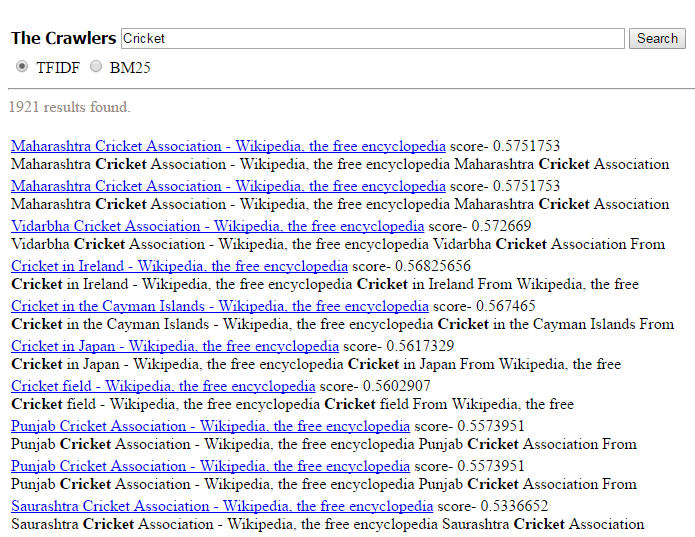 The Crawlers Cricket Search
TFIDF BM25
1921 results found.
Maharashtra Cricket Association - Wikipedia, the free encyclopedia score- 0.5751753
Maharashtra Cricket Association - Wikipedia, the free encyclopedia Maharashtra Cricket Association
Maharashtra Cricket Association - Wikipedia, the free encyclopedia score- 0.5751753
Maharashtra Cricket Association - Wikipedia, the free encyclopedia Maharashtra Cricket Association
Vidarbha Cricket Association - Wikipedia, the free encyclopedia score- 0.572669
Vidarbha Cricket Association - Wikipedia, the free encyclopedia Vidarbha Cricket Association From
Cricket in Ireland - Wikipedia, the free encyclopedia score- 0.56825656
Cricket in Ireland - Wikipedia, the free encyclopedia Cricket in Ireland From Wikipedia, the free
Cricket in the Cayman Islands - Wikipedia, the free encyclopedia score- 0.567465
Cricket in the Cayman Islands - Wikipedia, the free encyclopedia Cricket in the Cayman Islands From
Cricket in Japan - Wikipedia, the free encyclopedia score- 0.5617329
Cricket in Japan - Wikipedia, the free encyclopedia Cricket in Japan From Wikipedia, the free
Cricket field - Wikipedia, the free encyclopedia score- 0.5602907
Cricket field - Wikipedia, the free encyclopedia Cricket field From Wikipedia, the free
Punjab Cricket Association - Wikipedia, the free encyclopedia score- 0.5573951
Punjab Cricket Association - Wikipedia, the free encyclopedia Punjab Cricket Association From
Punjab Cricket Association - Wikipedia, the free encyclopedia score- 0.5573951
Punjab Cricket Association - Wikipedia, the free encyclopedia Punjab Cricket Association From
Saurashtra Cricket Association - Wikipedia, the free encyclopedia score- 0.5336652
Saurashtra Cricket Association - Wikipedia, the free encyclopedia Saurashtra Cricket Association